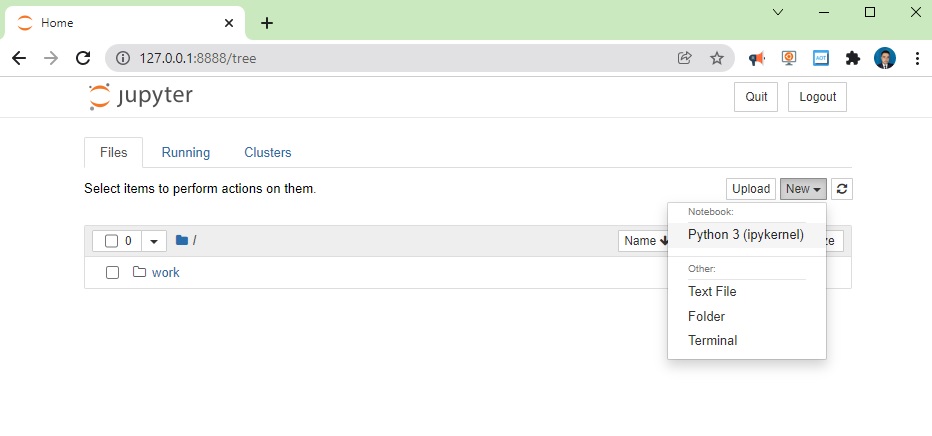 Home
127.0.0.1:8888/tree
AOT
jupyter
Quit Logout
Files Running Clusters
Select items to perform actions on them.
Upload New
Notebook:
0 /
Name
Python 3 (ipykernel)
work
Other:
Text File
Folder
Terminal